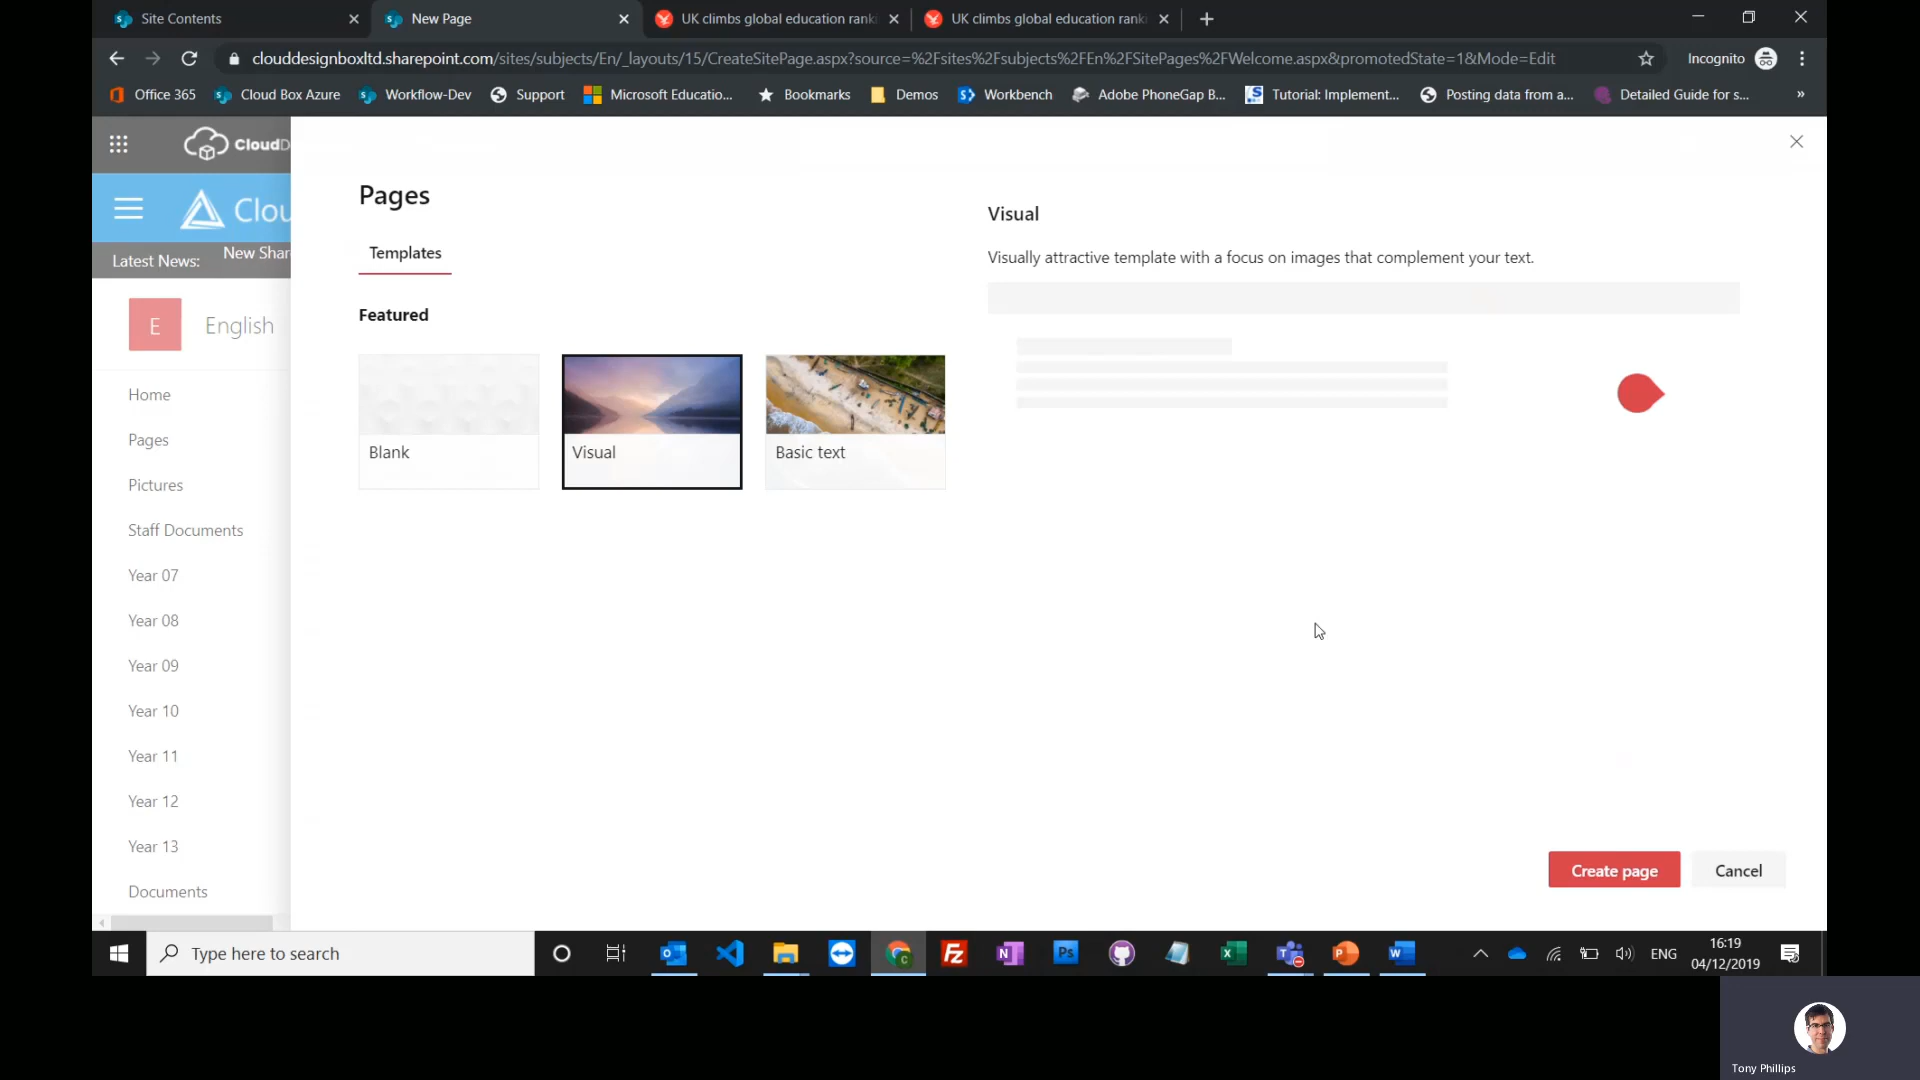 Site Contents
New Page
UK climbs global education ranki
UK climbs global education ranki
clouddesignboxltd.sharepoint.com/sites/subjects/En/_layouts/15/CreateSitePage.aspx?source=%2Fsites%2Fsubjects%2FEn%2FSitePages%2FWelcome.aspx&promotedState=1&Mode=Edit
Incognito
Office 365
Cloud Box Azure
Workflow-Dev
Support
Microsoft Educatio...
Bookmarks
Demos
Workbench
Adobe PhoneGap B...
Tutorial: Implement...
Posting data from a...
Detailed Guide for s...
»
CloudD
Clou
Latest News:
New Shar
E
English
Home
Pages
Pictures
Staff Documents
Year 07
Year 08
Year 09
Year 10
Year 11
Year 12
Year 13
Documents
Pages
Templates
Featured
Blank
Visual
Basic text
Visual
Visually attractive template with a focus on images that complement your text.
Create page
Cancel
Type here to search
ENG
16:19
04/12/2019
Tony Phillips